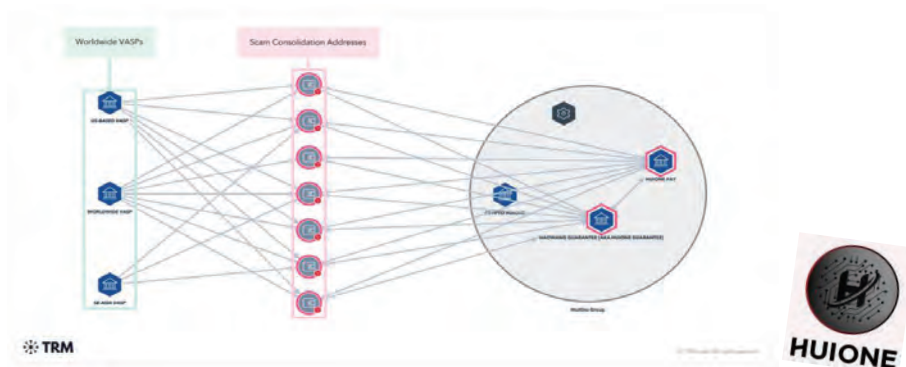 Worldwide VASPs
Scam Consolidation Addresses
US-BASED VASP
WORLDWIDE VASP
SE-ASIA VASP
HUIONE PAY
HAOWANG GUARANTEE (AKA HUIONE GUARANTEE)
Huione Group
TRM
H
HUIONE